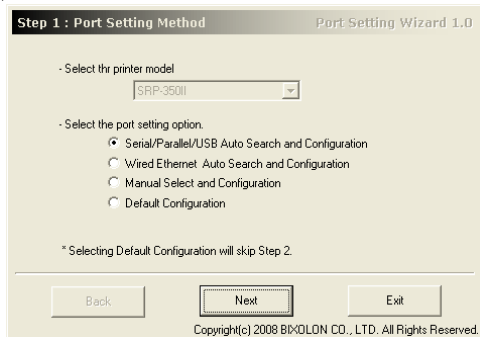 Step 1 : Port Setting Method Port Setting Wizard 1.0
- Select thr printer model
SRP-350II
- Select the port setting option.
Serial/Parallel/USB Auto Search and Configuration
Wired Ethernet Auto Search and Configuration
Manual Select and Configuration
Default Configuration
* Selecting Default Configuration will skip Step 2.
Back Next Exit
Copyright(c) 2008 BIXOLON CO., LTD. All Rights Reserved.